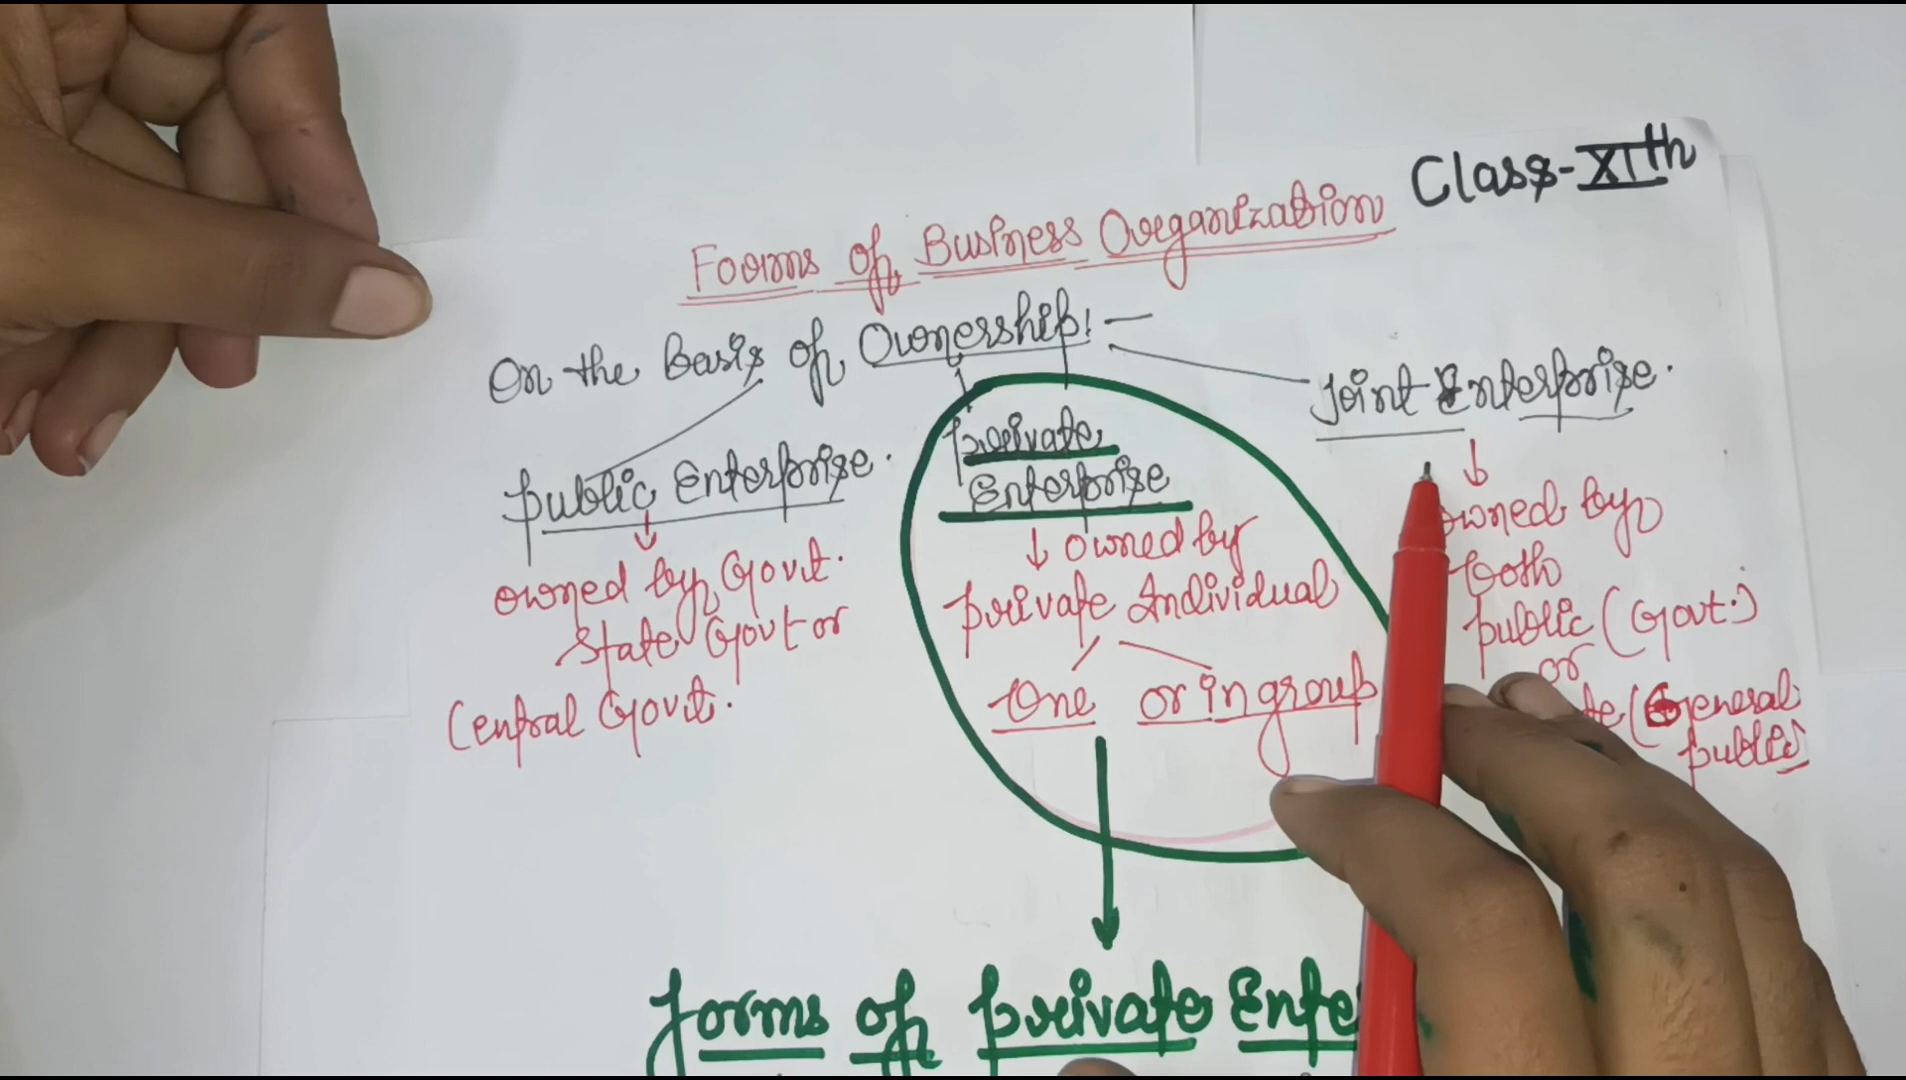 Class-XIth
Forms of Business Organization
On the Basis of Ownership:-
Public Enterprise.
owned by Govt.
State Govt or
Central Govt.
Private
Enterprise
owned by
private Individual
One or in group
Joint Enterprise.
owned by
both
public (Govt.)
or
(General
public)
Forms of Private Ente